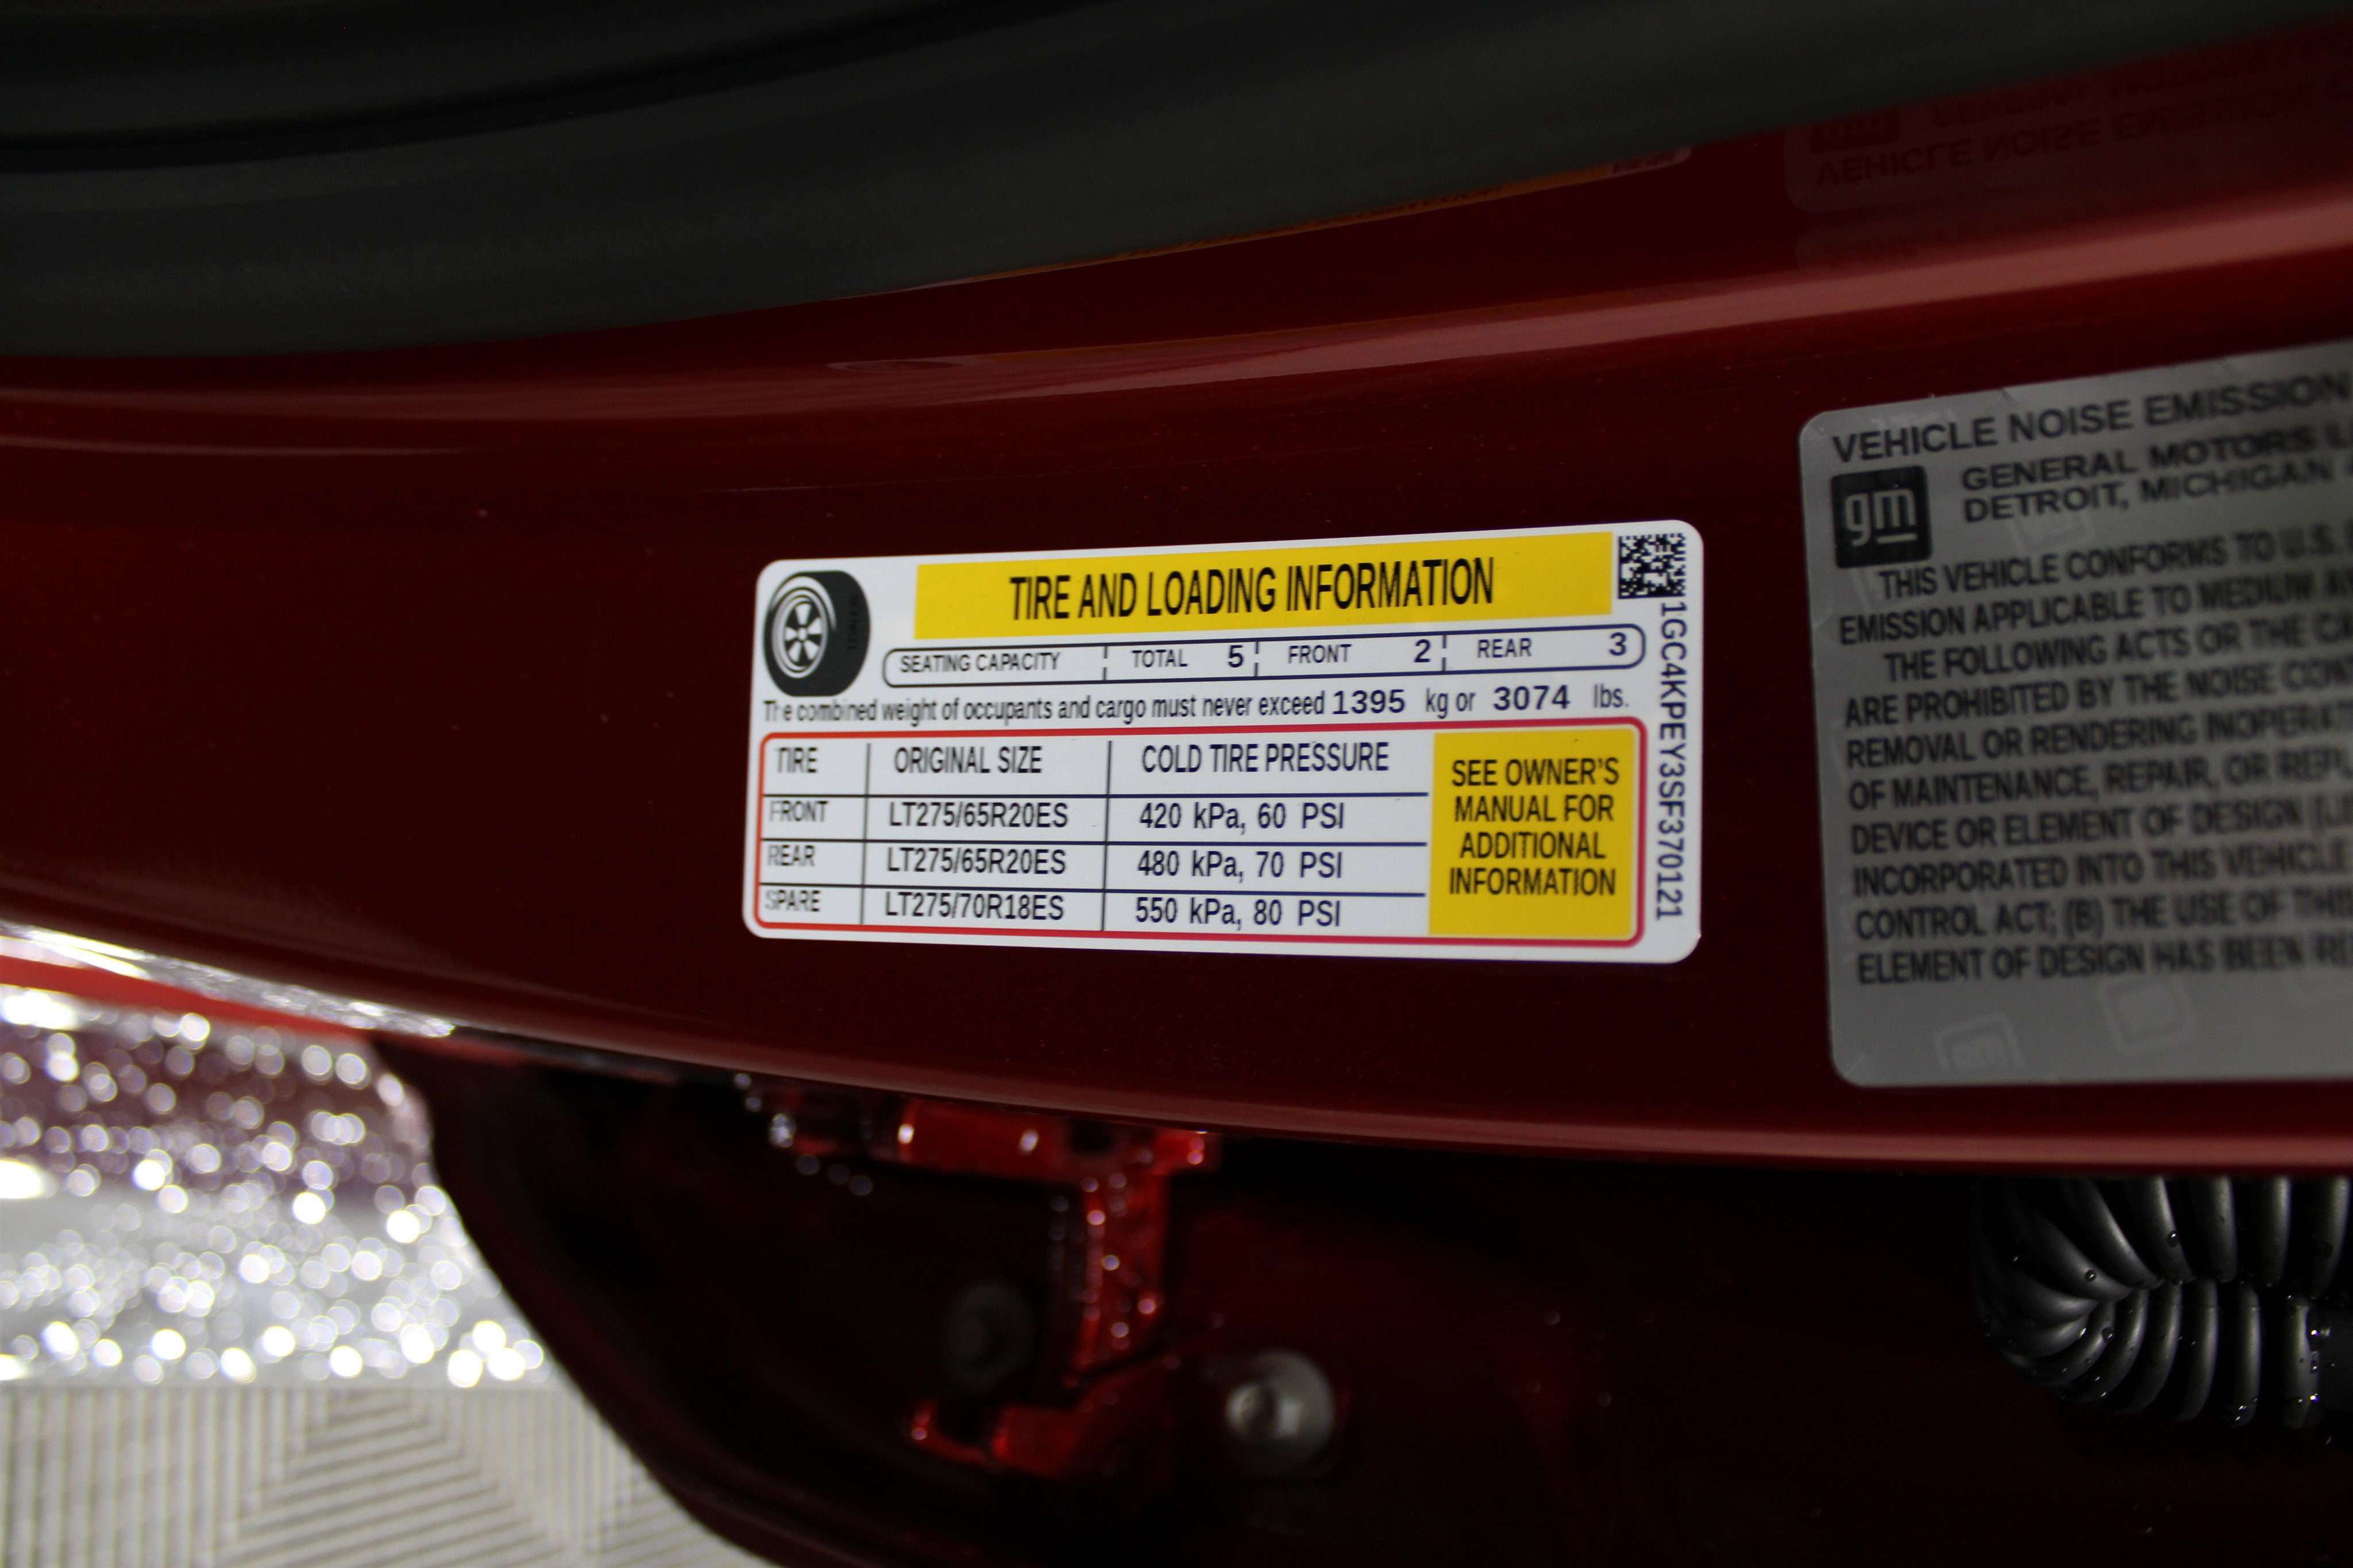 TIRE AND LOADING INFORMATION
SEATING CAPACITY TOTAL 5 FRONT 2 REAR 3
The combined weight of occupants and cargo must never exceed 1395 kg or 3074 lbs.
TIRE ORIGINAL SIZE COLD TIRE PRESSURE
FRONT LT275/65R20ES 420 kPa, 60 PSI
REAR LT275/65R20ES 480 kPa, 70 PSI
SPARE LT275/70R18ES 550 kPa, 80 PSI
SEE OWNER'S
MANUAL FOR
ADDITIONAL
INFORMATION
1GC4KPEY3SF370121
VEHICLE NOISE EMISSION
gm
GENERAL MOTORS
DETROIT, MICHIGAN
THIS VEHICLE CONFORMS TO U.S.
EMISSION APPLICABLE TO MEDIUM
THE FOLLOWING ACTS OR THE
ARE PROHIBITED BY THE NOISE
REMOVAL OR RENDERING
OF MAINTENANCE, REPAIR, OR
DEVICE OR ELEMENT OF DESIGN
INCORPORATED INTO THIS VEHICLE
CONTROL ACT; (B) THE USE OF THIS
ELEMENT OF DESIGN HAS BEEN